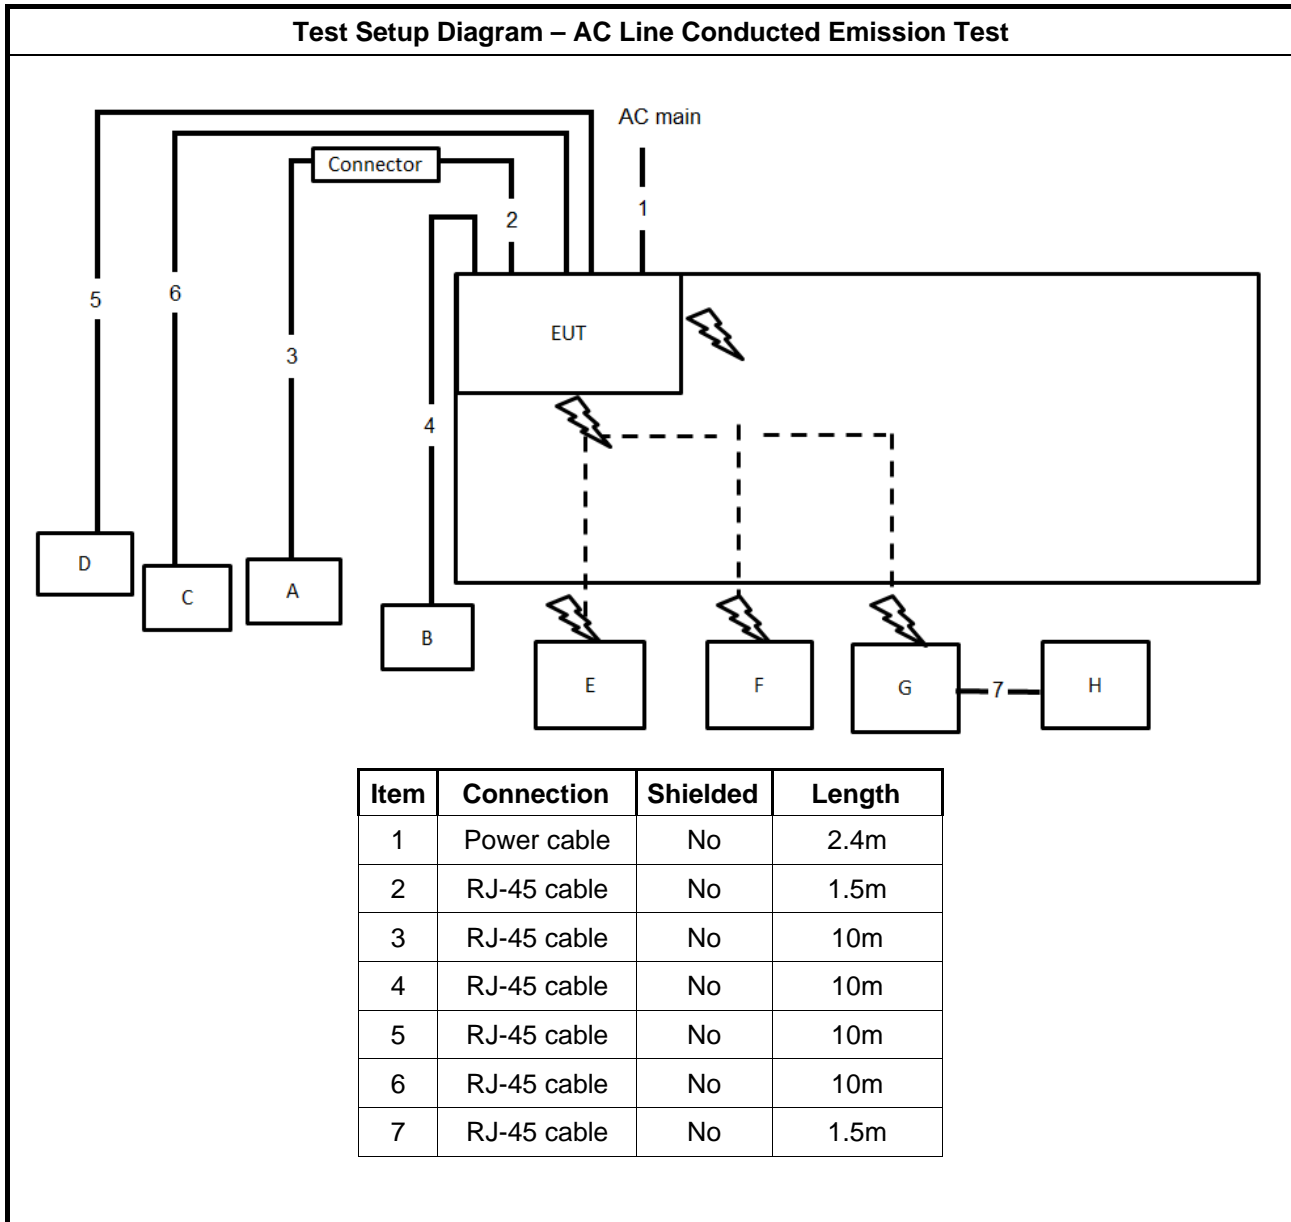 Test Setup Diagram – AC Line Conducted Emission Test
AC main
Connector
1
2
5
6
3
4
EUT
D
C
A
B
E
F
G
7
H
Item Connection Shielded Length
1 Power cable No 2.4m
2 RJ-45 cable No 1.5m
3 RJ-45 cable No 10m
4 RJ-45 cable No 10m
5 RJ-45 cable No 10m
6 RJ-45 cable No 10m
7 RJ-45 cable No 1.5m